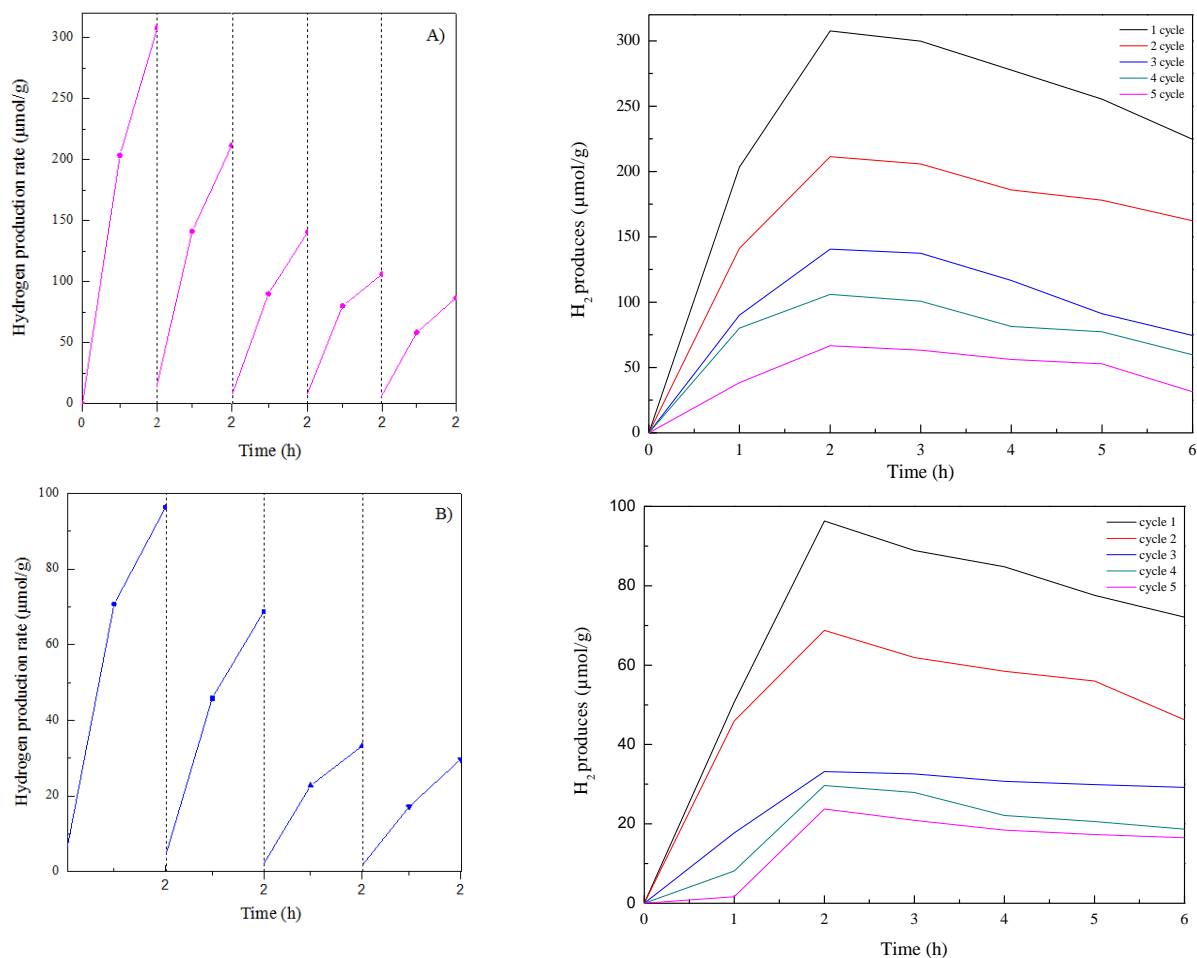 A)
Hydrogen production rate (μmol/g)
300
250
200
150
100
50
0
0 2 2 2 2 2
Time (h)
H2 produces (μmol/g)
1 cycle
2 cycle
3 cycle
4 cycle
5 cycle
300
250
200
150
100
50
0
0 1 2 3 4 5 6
Time (h)
B)
Hydrogen production rate (μmol/g)
100
80
60
40
20
0
2 2 2 2
Time (h)
H2 produces (μmol/g)
cycle 1
cycle 2
cycle 3
cycle 4
cycle 5
100
80
60
40
20
0
0 1 2 3 4 5 6
Time (h)